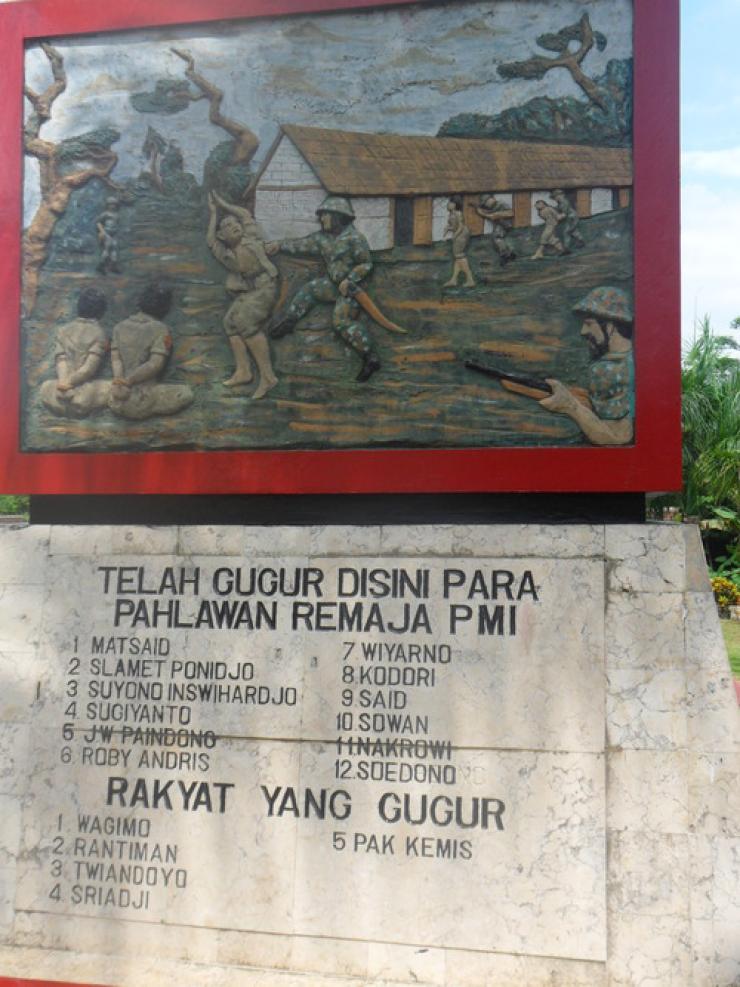 TELAH GUGUR DISINI PARA
PAHLAWAN REMAJA PMI
1 MATSAID
2 SLAMET PONIDJO
3 SUYONO INSWIHARDJO
4. SUGIYANTO
5 JW PAINDONG
6. ROBY ANDRIS
7 WIYARNO
8. KODORI
9. SAID
10 SOWAN
11 NAKROWI
12. SOEDONO
RAKYAT YANG GUGUR
1. WAGIMO
2. RANTIMAN
3. TWIANDOYO
4. SRIADJI
5 PAK KEMIS